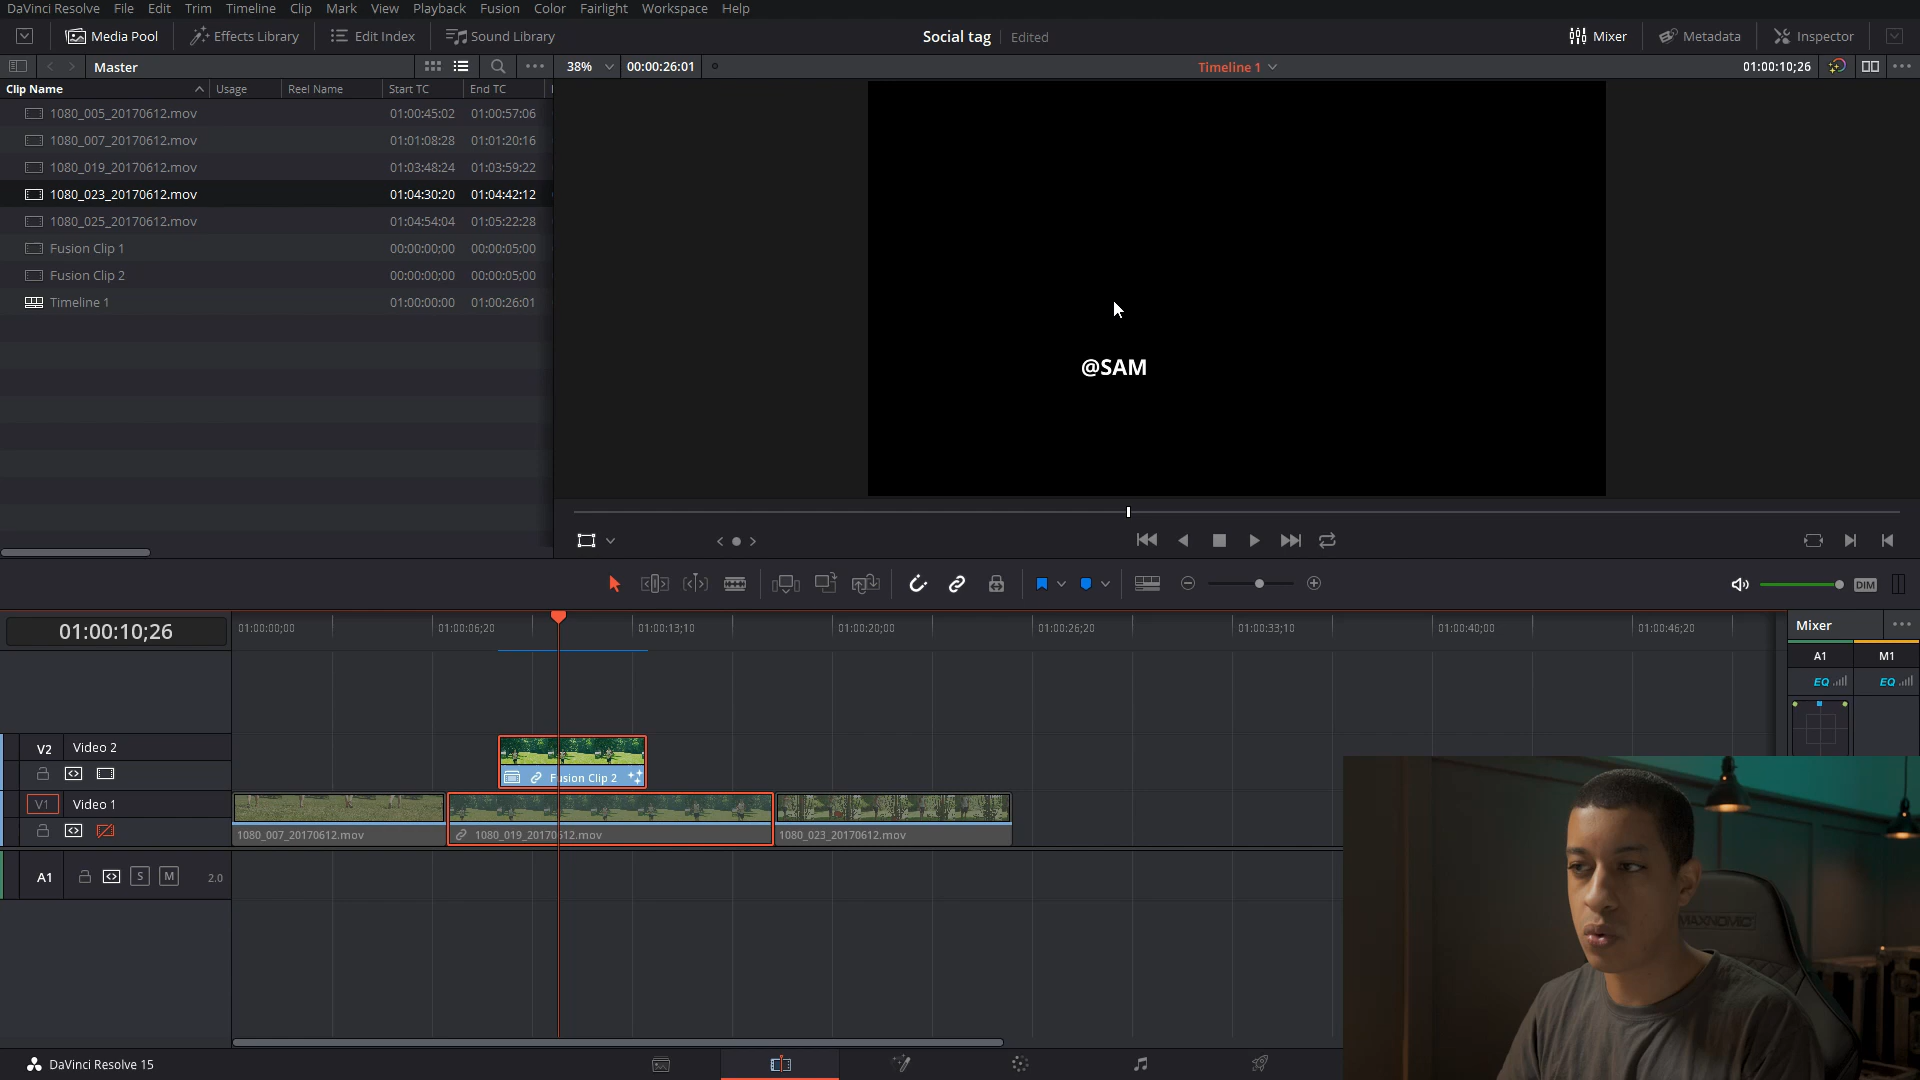 DaVinci Resolve File Edit Trim Timeline Clip Mark View Playback Fusion Color Fairlight Workspace Help
Media Pool Effects Library Edit Index Sound Library Social tag Edited Mixer Metadata Inspector
Master 38% 00:00:26:01 Timeline 1 01:00:10;26
Clip Name Usage Reel Name Start TC End TC
1080_005_20170612.mov 01:00:45:02 01:00:57:06
1080_007_20170612.mov 01:01:08:28 01:01:20:16
1080_019_20170612.mov 01:03:48:24 01:03:59:22
1080_023_20170612.mov 01:04:30:20 01:04:42:12
1080_025_20170612.mov 01:04:54:04 01:05:22:28
Fusion Clip 1 00:00:00;00 00:00:05;00
Fusion Clip 2 00:00:00;00 00:00:05;00
Timeline 1 01:00:00:00 01:00:26:01
@SAM
DIM
01:00:10;26 01:00:00;00 01:00:06;20 01:00:13;10 01:00:20;00 01:00:26;20 01:00:33;10 01:00:40;00 01:00:46;20 Mixer
A1 M1
EQ EQ
V2 Video 2
Fusion Clip 2
V1 Video 1
1080_007_20170612.mov 1080_019_20170612.mov 1080_023_20170612.mov
A1 S M 2.0
MAXNOMIC
DaVinci Resolve 15